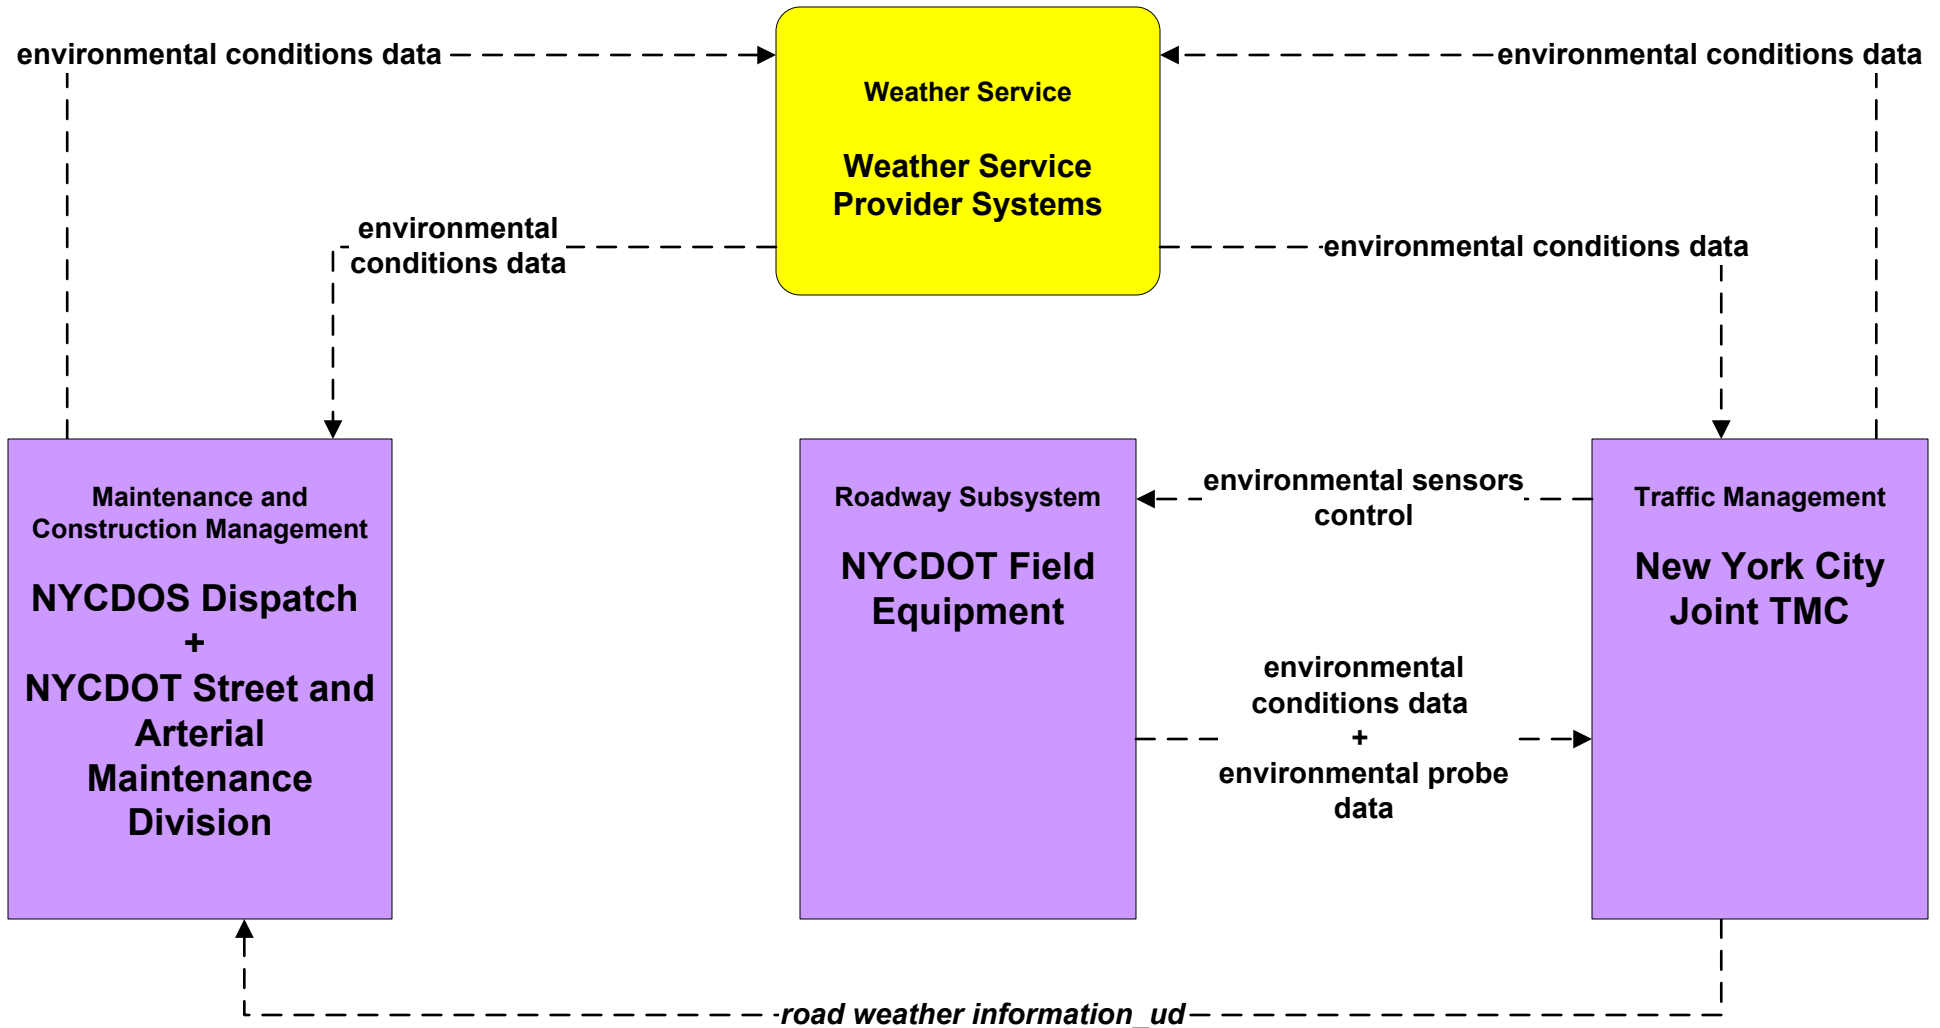 environmental conditions data
environmental conditions data
Weather Service
Weather Service
Provider Systems
environmental
conditions data
environmental conditions data
Maintenance and
Construction Management
NYCDOS Dispatch
+
NYCDOT Street and
Arterial
Maintenance
Division
Roadway Subsystem
NYCDOT Field
Equipment
environmental sensors
control
environmental
conditions data
+
environmental probe
data
Traffic Management
New York City
Joint TMC
road weather information_ud